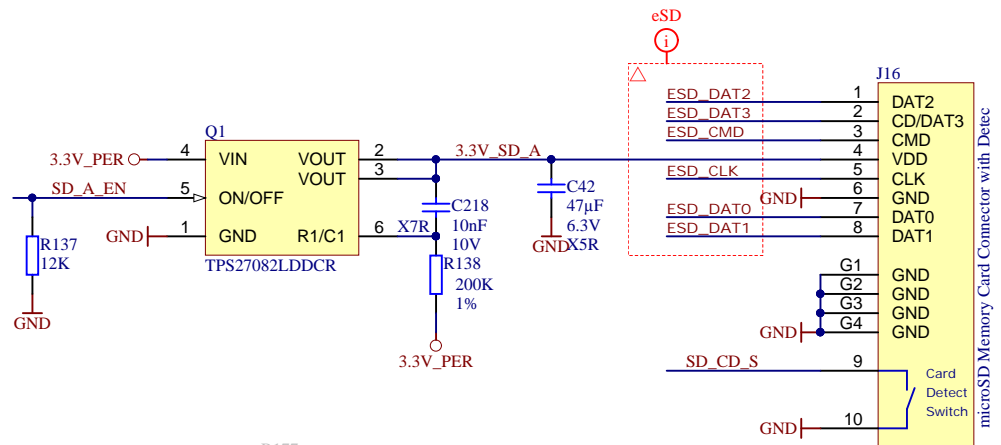 eSD
i
J16
ESD_DAT2 1 DAT2
ESD_DAT3 2 CD/DAT3
ESD_CMD 3 CMD
Q1
3.3V_PER 4 VIN VOUT 2 3.3V_SD_A 4 VDD
VOUT 3
ESD_CLK 5 CLK
SD_A_EN 5 ON/OFF
C42
47µF
6.3V
X5R
GND
GND 6 GND
C218
10nF
10V
X7R
ESD_DAT0 7 DAT0
GND 1 GND R1/C1 6
ESD_DAT1 8 DAT1
R137
12K
GND
TPS27082LDDCR
R138
200K
1%
3.3V_PER
G1 GND
G2 GND
G3 GND
GND G4 GND
SD_CD_S 9
Card
Detect
Switch
GND 10
microSD Memory Card Connector with Detec